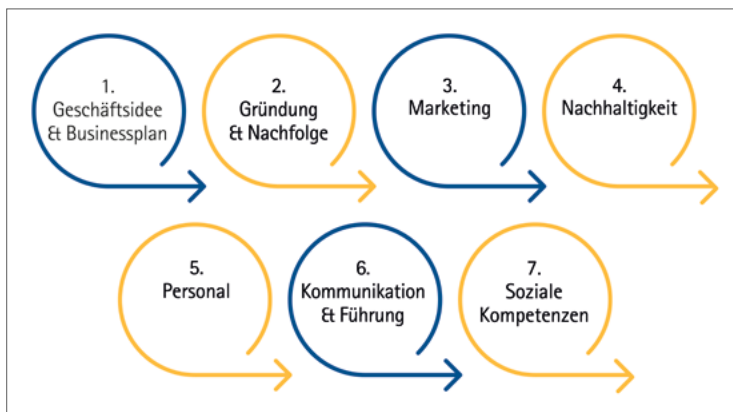 1.
Geschäftsidee
& Businessplan
2.
Gründung
& Nachfolge
3.
Marketing
4.
Nachhaltigkeit
5.
Personal
6.
Kommunikation
& Führung
7.
Soziale
Kompetenzen